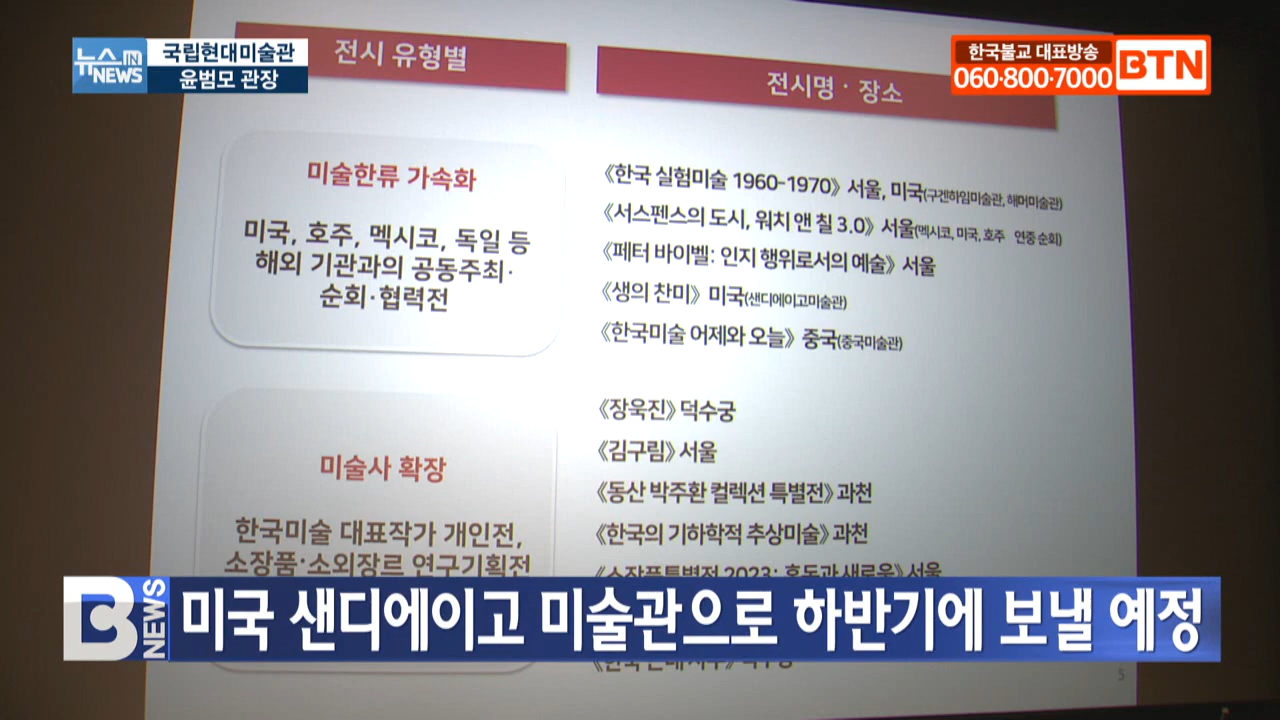 뉴스IN
NEWS
국립현대미술관
윤범모 관장
한국불교 대표방송
060·800·7000
BTN
전시 유형별
전시명 · 장소
미술한류 가속화
미국, 호주, 멕시코, 독일 등
해외 기관과의 공동주최·
순회·협력전
《한국 실험미술 1960-1970》 서울, 미국(구겐하임미술관, 해머미술관)
《서스펜스의 도시, 워치 앤 칠 3.0》 서울(멕시코, 미국, 호주 연중 순회)
《페터 바이벨: 인지 행위로서의 예술》 서울
《생의 찬미》 미국(샌디에이고미술관)
《한국미술 어제와 오늘》 중국(중국미술관)
미술사 확장
한국미술 대표작가 개인전,
소장품·소외장르 연구기획전
《장욱진》 덕수궁
《김구림》 서울
《동산 박주환 컬렉션 특별전》 과천
《한국의 기하학적 추상미술》 과천
2023:
서울
B NEWS
미국 샌디에이고 미술관으로 하반기에 보낼 예정
5